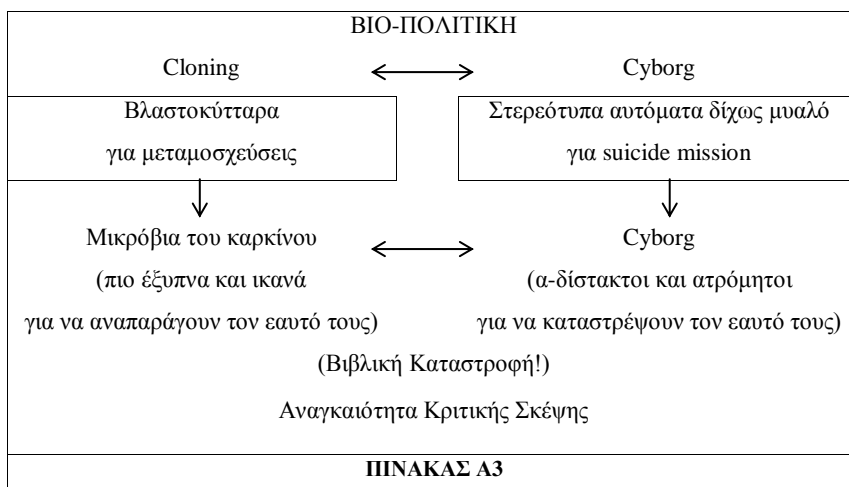 ΒΙΟ-ΠΟΛΙΤΙΚΗ
Cloning Cyborg
Βλαστοκύτταρα Στερεότυπα αυτόματα δίχως μυαλό
για μεταμοσχεύσεις για suicide mission
Μικρόβια του καρκίνου Cyborg
(πιο έξυπνα και ικανά (α-δίστακτοι και ατρόμητοι
για να αναπαράγουν τον εαυτό τους) για να καταστρέψουν τον εαυτό τους)
(Βιβλική Καταστροφή!)
Αναγκαιότητα Κριτικής Σκέψης
ΠΙΝΑΚΑΣ Α3